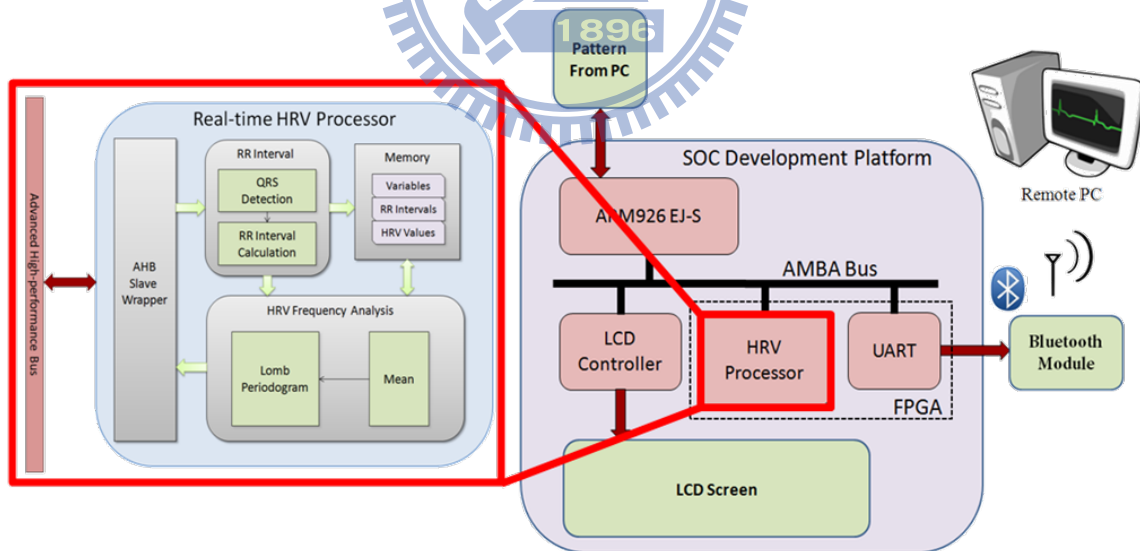 1896
Pattern
From PC
Real-time HRV Processor
Advanced High-performance Bus
AHB
Slave
Wrapper
RR Interval
QRS
Detection
RR Interval
Calculation
Memory
Variables
RR Intervals
HRV Values
HRV Frequency Analysis
Lomb
Periodogram
Mean
SOC Development Platform
ARM926 EJ-S
AMBA Bus
LCD
Controller
HRV
Processor
UART
FPGA
LCD Screen
Remote PC
Bluetooth
Module